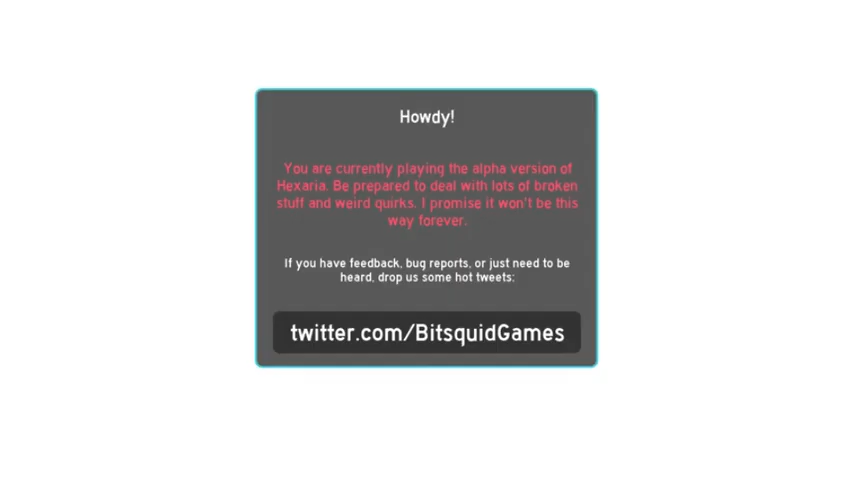 Howdy!
You are currently playing the alpha version of
Hexaria. Be prepared to deal with lots of broken
stuff and weird quirks. I promise it won't be this
way forever.
If you have feedback, bug reports, or just need to be
heard, drop us some hot tweets:
twitter.com/BitsquidGames